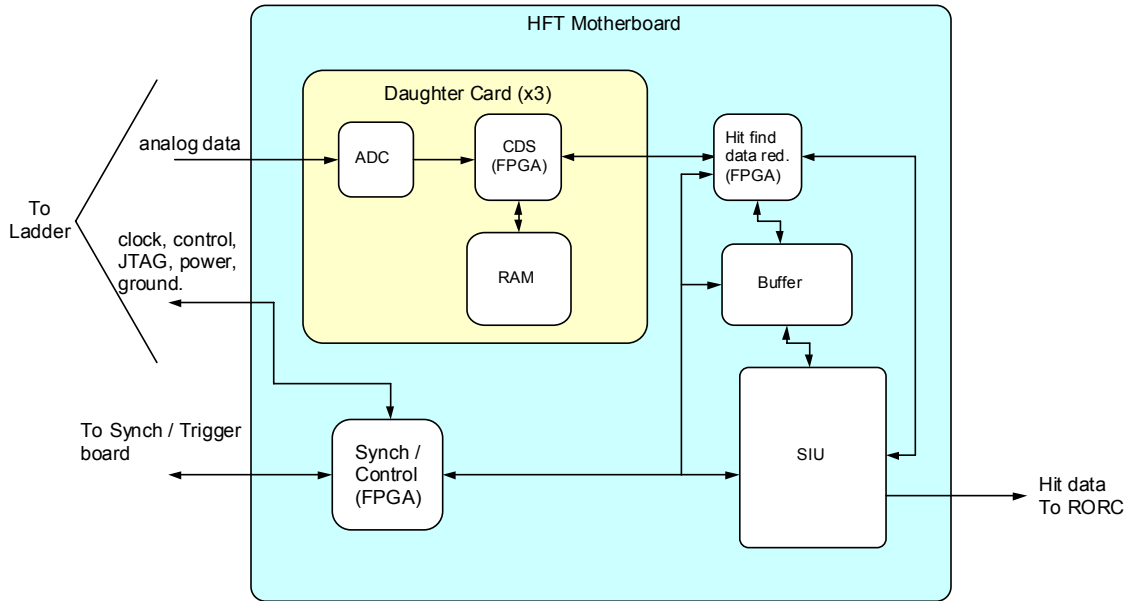 HFT Motherboard
Daughter Card (x3)
analog data
ADC
CDS
(FPGA)
Hit find
data red.
(FPGA)
To
Ladder
clock, control,
JTAG, power,
ground.
RAM
Buffer
To Synch / Trigger
board
Synch /
Control
(FPGA)
SIU
Hit data
To RORC